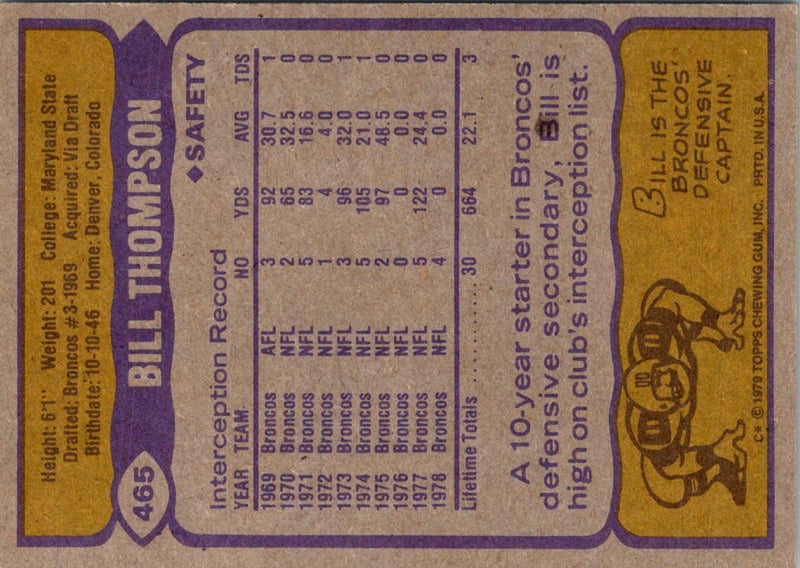 Height: 6'1" Weight: 201 College: Maryland State
Drafted: Broncos #3-1969 Acquired: Via Draft
Birthdate: 10-10-46 Home: Denver, Colorado
465 BILL THOMPSON
◆SAFETY
Interception Record
YEAR TEAM NO YDS AVG TDS
1969 Broncos AFL 3 92 30.7 1
1970 Broncos NFL 2 65 32.5 0
1971 Broncos NFL 5 83 16.6 0
1972 Broncos NFL 1 4 4.0 0
1973 Broncos NFL 3 96 32.0 1
1974 Broncos NFL 5 105 21.0 1
1975 Broncos NFL 2 97 48.5 0
1976 Broncos NFL 0 0 0.0 0
1977 Broncos NFL 5 122 24.4 0
1978 Broncos NFL 4 4 0.0 0
Lifetime Totals .......... 30 664 22.1 3
A 10-year starter in Broncos'
defensive secondary, Bill is
high on club's interception list.
BILL IS THE
BRONCOS'
DEFENSIVE
CAPTAIN.
C* © 1979 TOPPS CHEWING GUM, INC. PRTD. IN U.S.A.